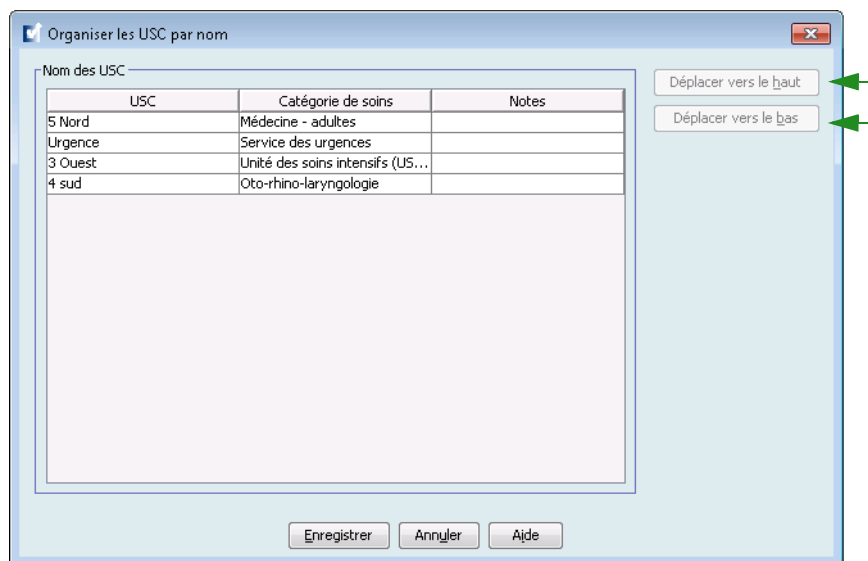 Organiser les USC par nom
Nom des USC
Déplacer vers le haut
Déplacer vers le bas
USC Catégorie de soins Notes
5 Nord Médecine - adultes
Urgence Service des urgences
3 Ouest Unité des soins intensifs (US...
4 sud Oto-rhino-laryngologie
Enregistrer Annuler Aide